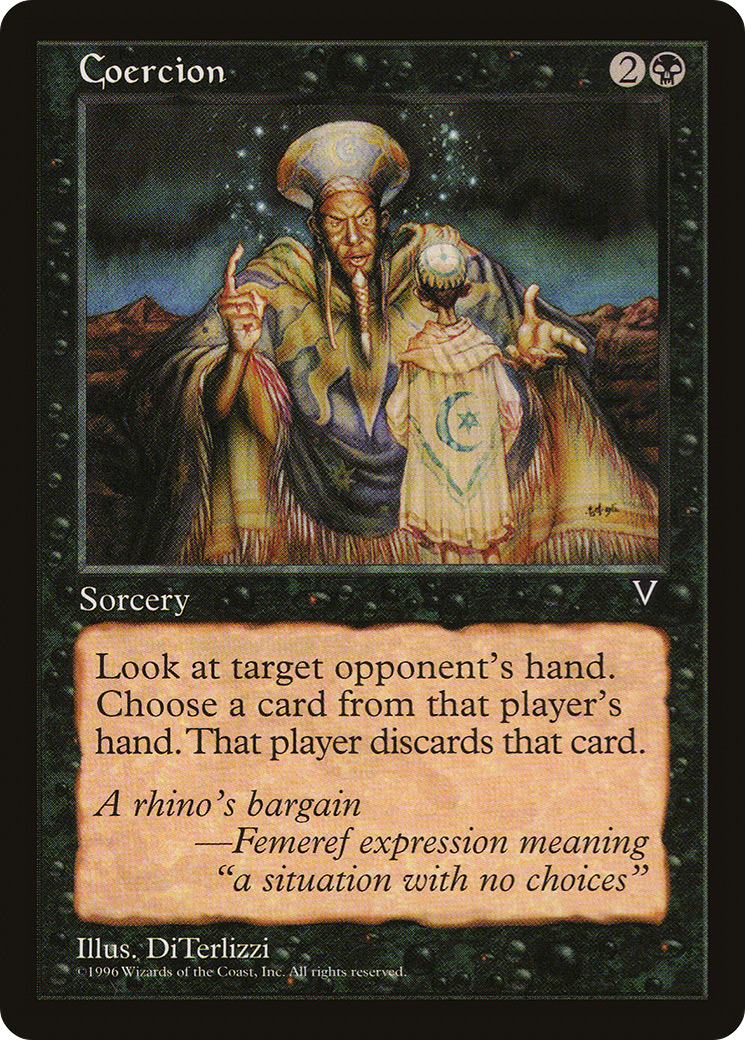 Coercion
2
Sorcery
V
Look at target opponent's hand.
Choose a card from that player's
hand. That player discards that card.
A rhino's bargain
—Femeref expression meaning
“a situation with no choices”
Illus. DiTerlizzi
©1996 Wizards of the Coast, Inc. All rights reserved.